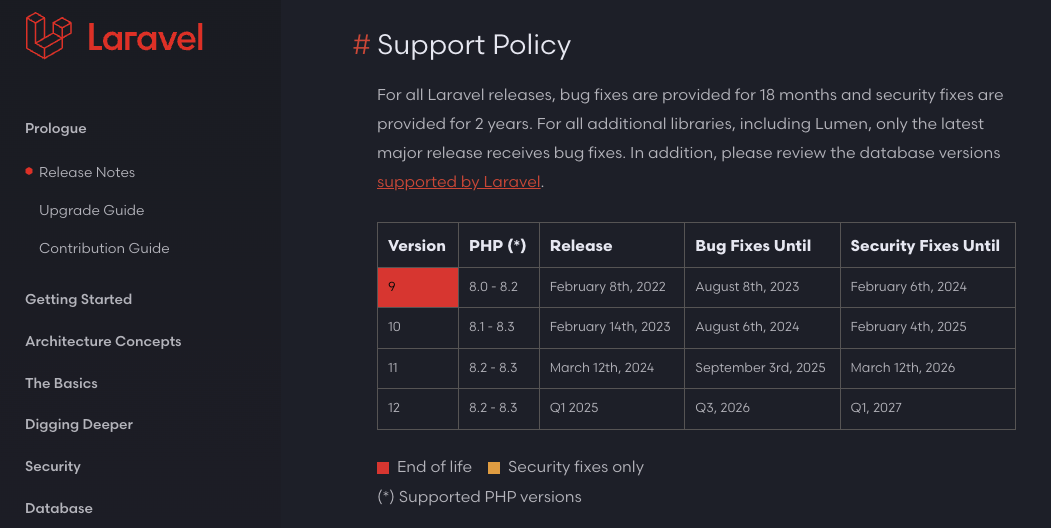 Laravel
Prologue
Release Notes
Upgrade Guide
Contribution Guide
Getting Started
Architecture Concepts
The Basics
Digging Deeper
Security
Database
# Support Policy
For all Laravel releases, bug fixes are provided for 18 months and security fixes are
provided for 2 years. For all additional libraries, including Lumen, only the latest
major release receives bug fixes. In addition, please review the database versions
supported by Laravel.
Version PHP (*) Release Bug Fixes Until Security Fixes Until
9 8.0 - 8.2 February 8th, 2022 August 8th, 2023 February 6th, 2024
10 8.1 - 8.3 February 14th, 2023 August 6th, 2024 February 4th, 2025
11 8.2 - 8.3 March 12th, 2024 September 3rd, 2025 March 12th, 2026
12 8.2 - 8.3 Q1 2025 Q3, 2026 Q1, 2027
End of life Security fixes only
(*) Supported PHP versions